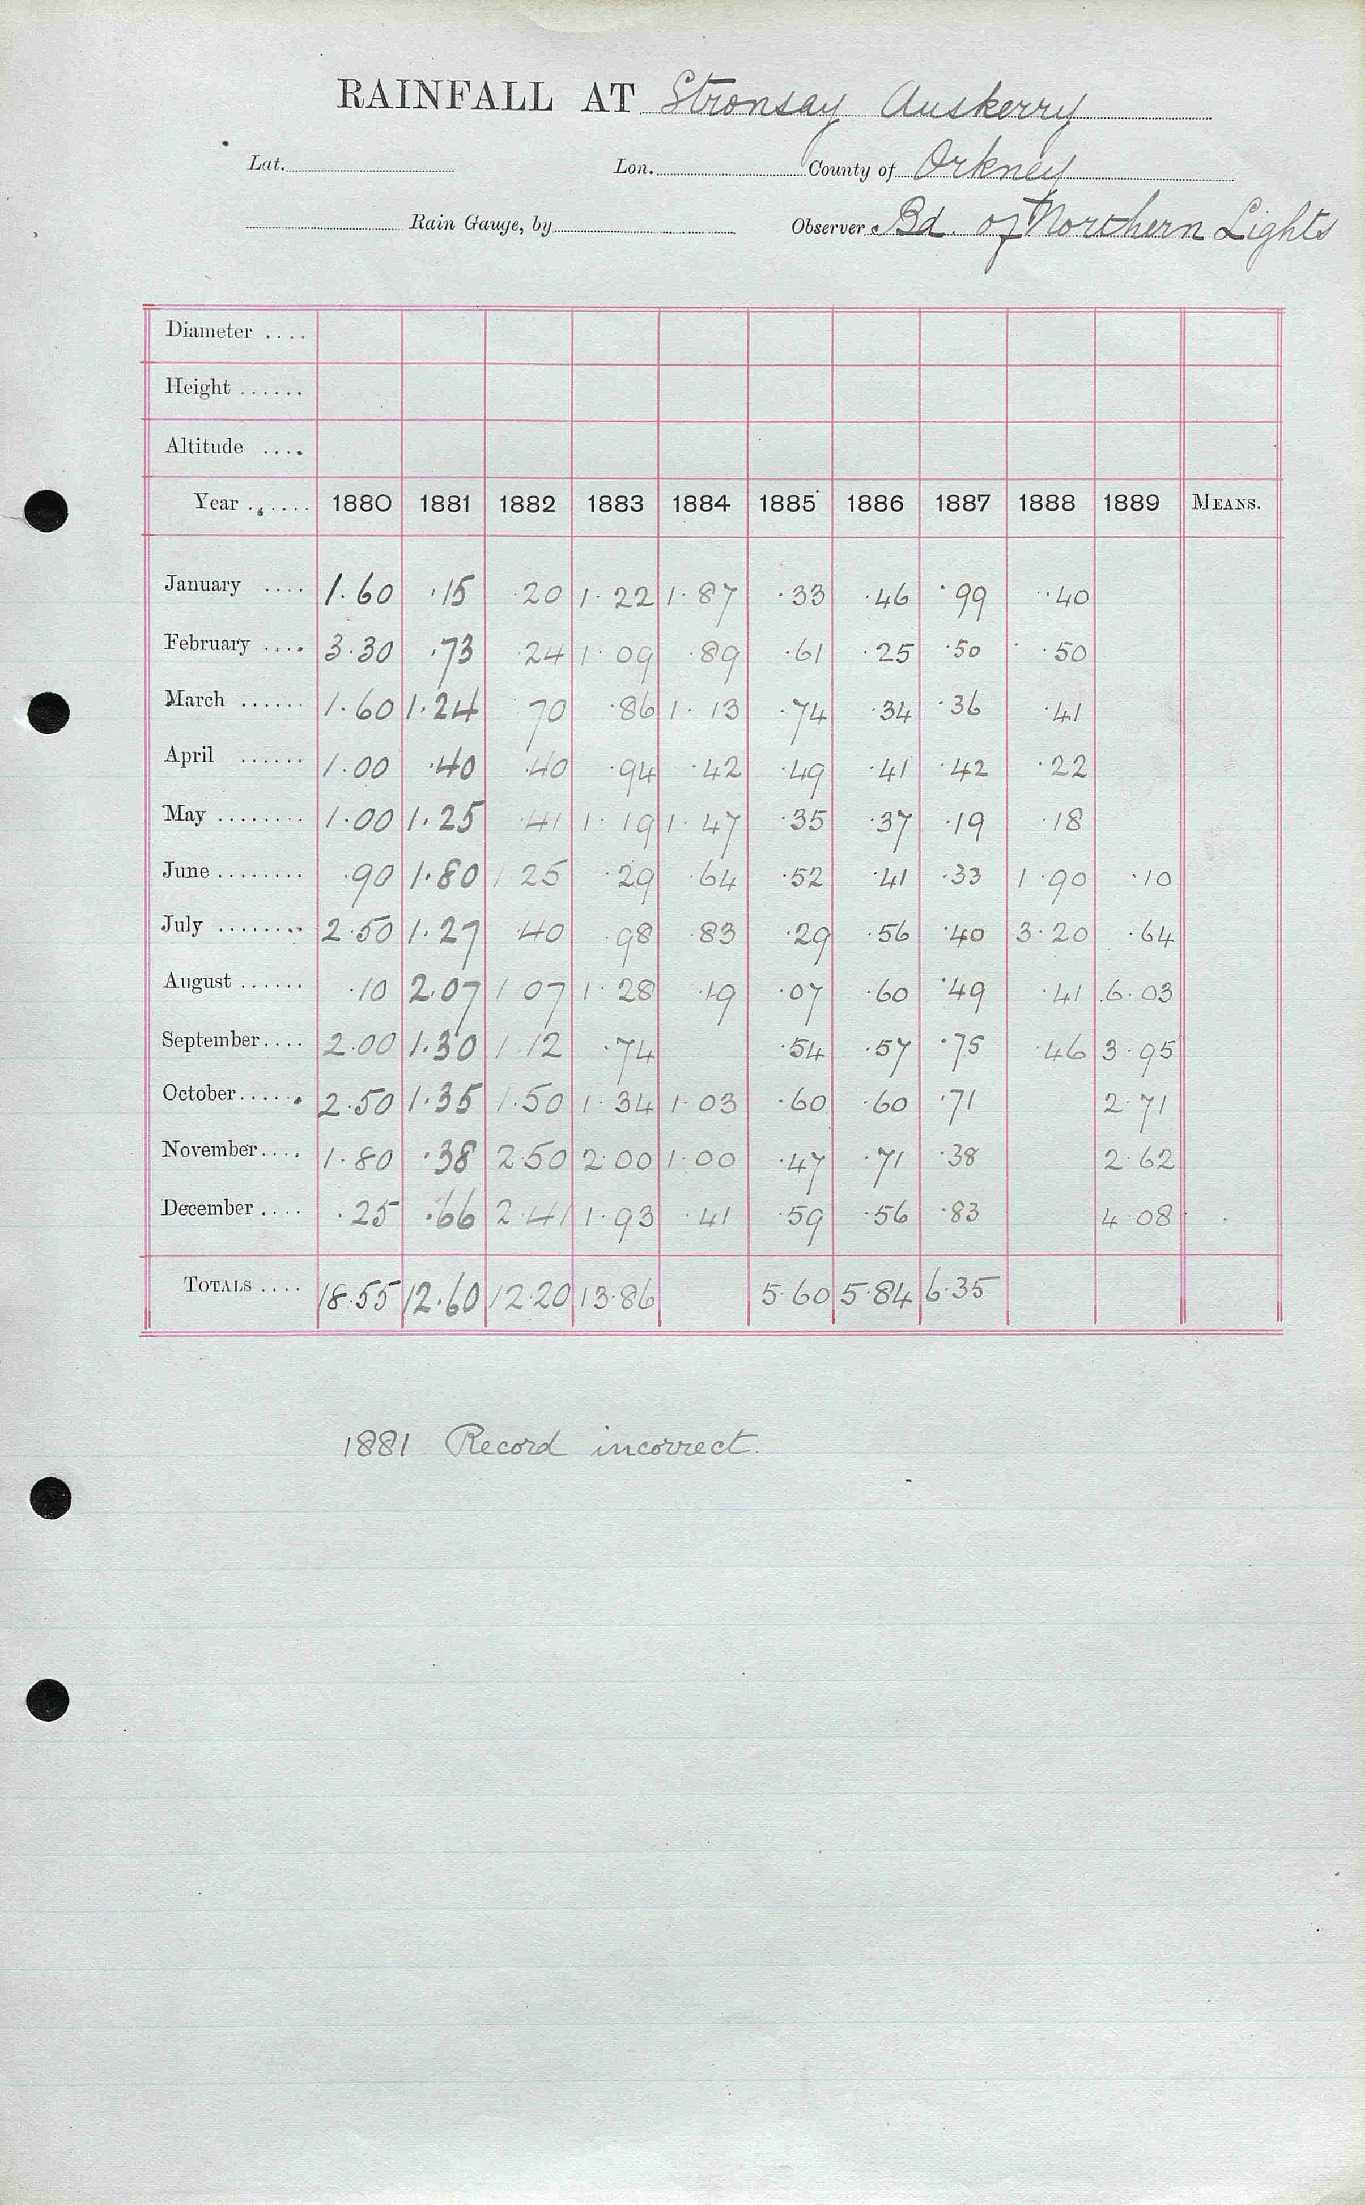 RAINFALL AT Stronsay Auskerry
Lat. Lon. County of Orkney
Rain Gauge, by Observer Bd. of Northern Lights
Diameter ....
Height ......
Altitude ....
Year ...... 1880 1881 1882 1883 1884 1885 1886 1887 1888 1889 MEANS.
January .... 1.60 .15 .20 1.22 1.87 .33 .46 .99 .40
February .... 3.30 .73 .24 1.09 .89 .61 .25 .50 .50
March ...... 1.60 1.24 .70 .86 1.13 .74 .34 .36 .41
April ...... 1.00 .40 .40 .94 .42 .49 .41 .42 .22
May ........ 1.00 1.25 .41 1.19 1.47 .35 .37 .19 .18
June ........ .90 1.80 1.25 .29 .64 .52 .41 .33 1.90 .10
July ........ 2.50 1.27 .40 .98 .83 .29 .56 .40 3.20 .64
August ...... .10 2.07 1.07 1.28 .19 .07 .60 .49 .41 6.03
September .... 2.00 1.30 1.12 .74 .54 .57 .75 .46 3.95
October ...... 2.50 1.35 1.50 1.34 1.03 .60 .60 .71 2.71
November .... 1.80 .38 2.50 2.00 1.00 .47 .71 .38 2.62
December .... .25 .66 2.41 1.93 .41 .59 .56 .83 4.08
TOTALS .... 18.55 12.60 12.20 13.86 5.60 5.84 6.35
1881 Record incorrect.